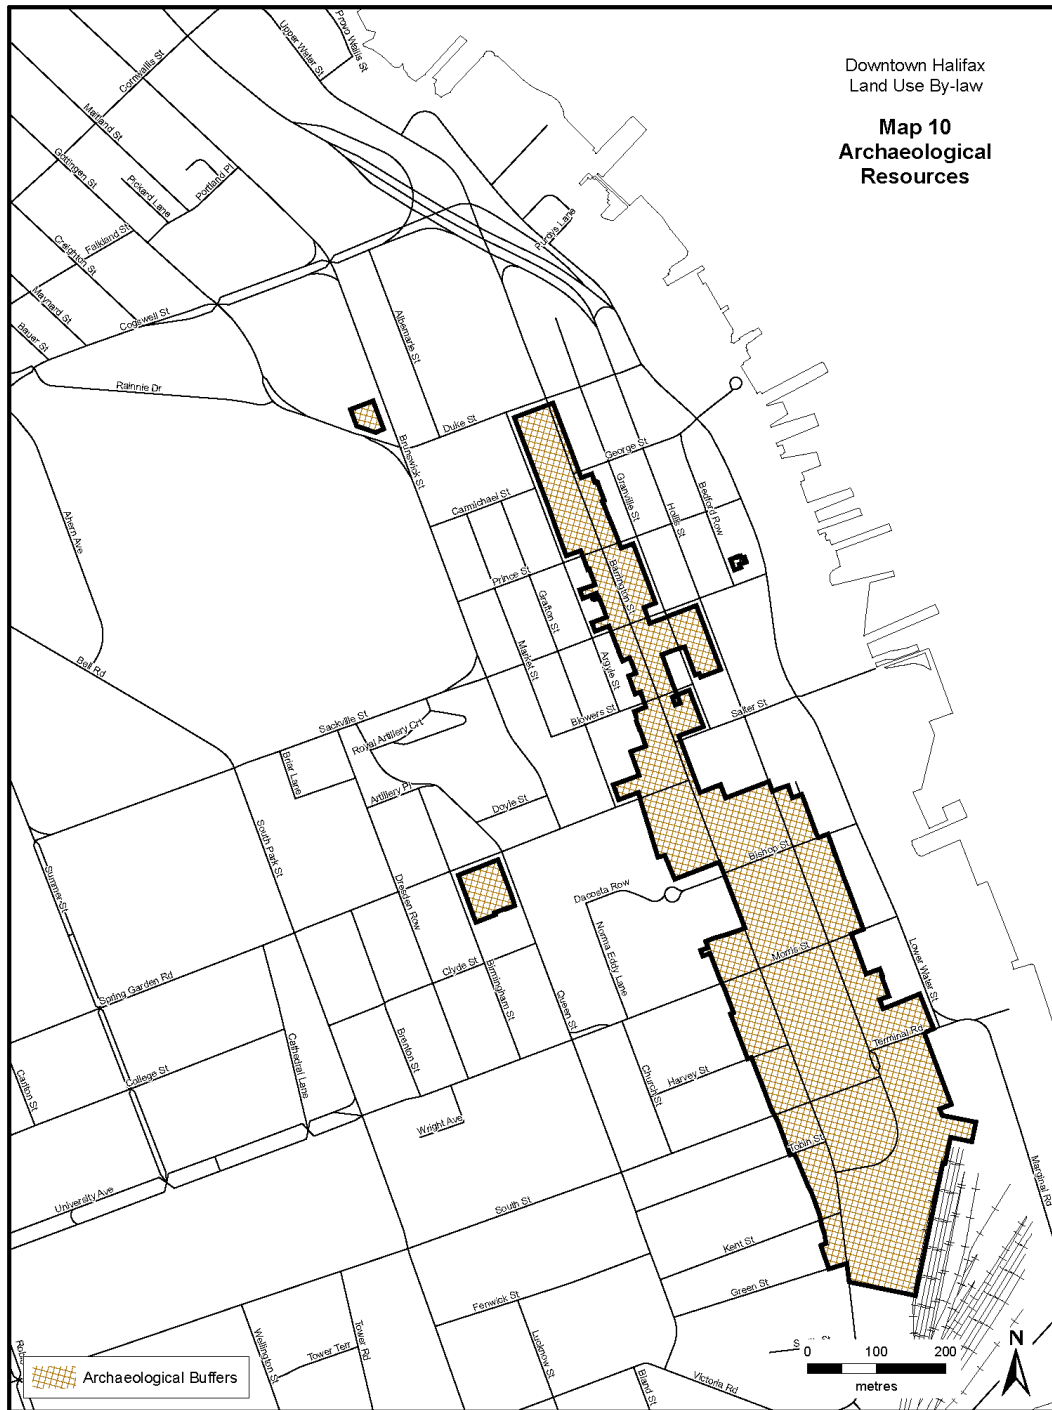 Downtown Halifax
Land Use By-law
Map 10
Archaeological
Resources
Provo Wallis St
Upper Water St
Cornwallis St
Maitland St
Gottingen St
Pickard Lane
Portland Pl
Falkland St
Creighton St
Maynard St
Bauer St
Cogswell St
Rainnie Dr
Purdys Lane
Albemarle St
Duke St
Brunswick St
George St
Granville St
Hollis St
Bedford Row
Carmichael St
Ahern Ave
Prince St
Barrington St
Grafton St
Market St
Argyle St
Bell Rd
Blowers St
Salter St
Sackville St
Royal Artillery Crt
Briar Lane
Artillery Pl
Doyle St
South Park St
Summer St
Dresden Row
Bishop St
Dacosta Row
Norma Eddy Lane
Morris St
Lower Water St
Clyde St
Birmingham St
Spring Garden Rd
Queen St
Terminal Rd
Cathedral Lane
Brenton St
College St
Carlton St
Church St
Harvey St
Wright Ave
Tobin St
Marginal Rd
University Ave
South St
Kent St
Green St
Fenwick St
Wellington St
Tower Terr
Tower Rd
Lucknow St
Bland St
Victoria Rd
Archaeological Buffers
0 100 200
metres
N